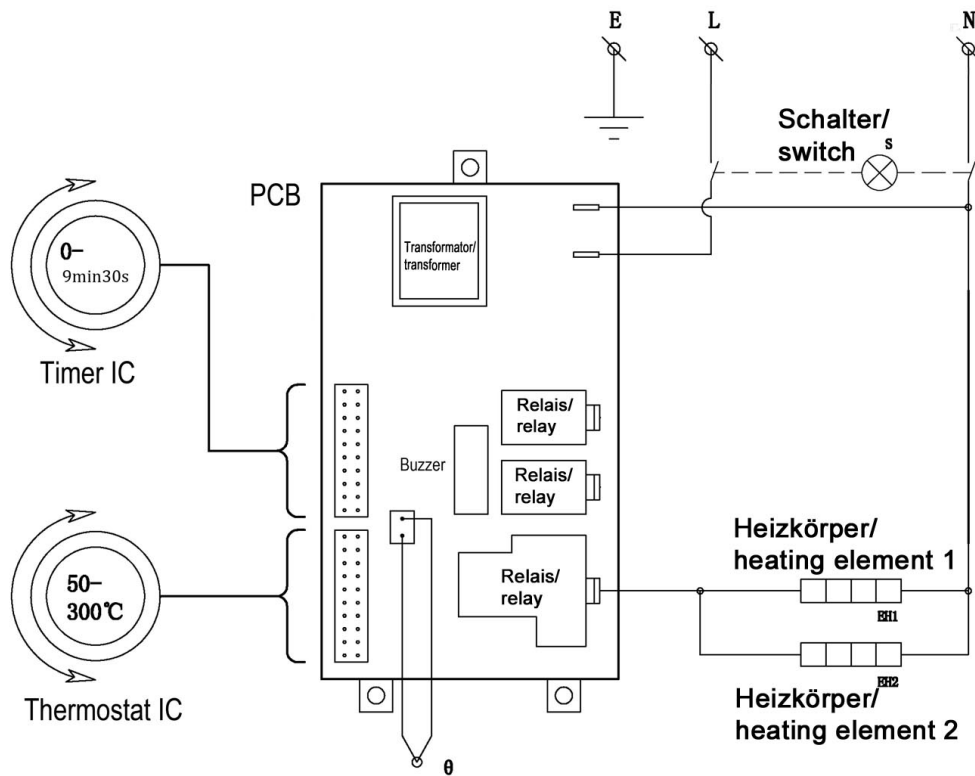 E
L
N
Schalter/
switch
S
PCB
Transformator/
transformer
0-
9min30s
Timer IC
Relais/
relay
Buzzer
Relais/
relay
50-
300℃
Thermostat IC
Relais/
relay
Heizkörper/
heating element 1
EH1
EH2
Heizkörper/
heating element 2
θ